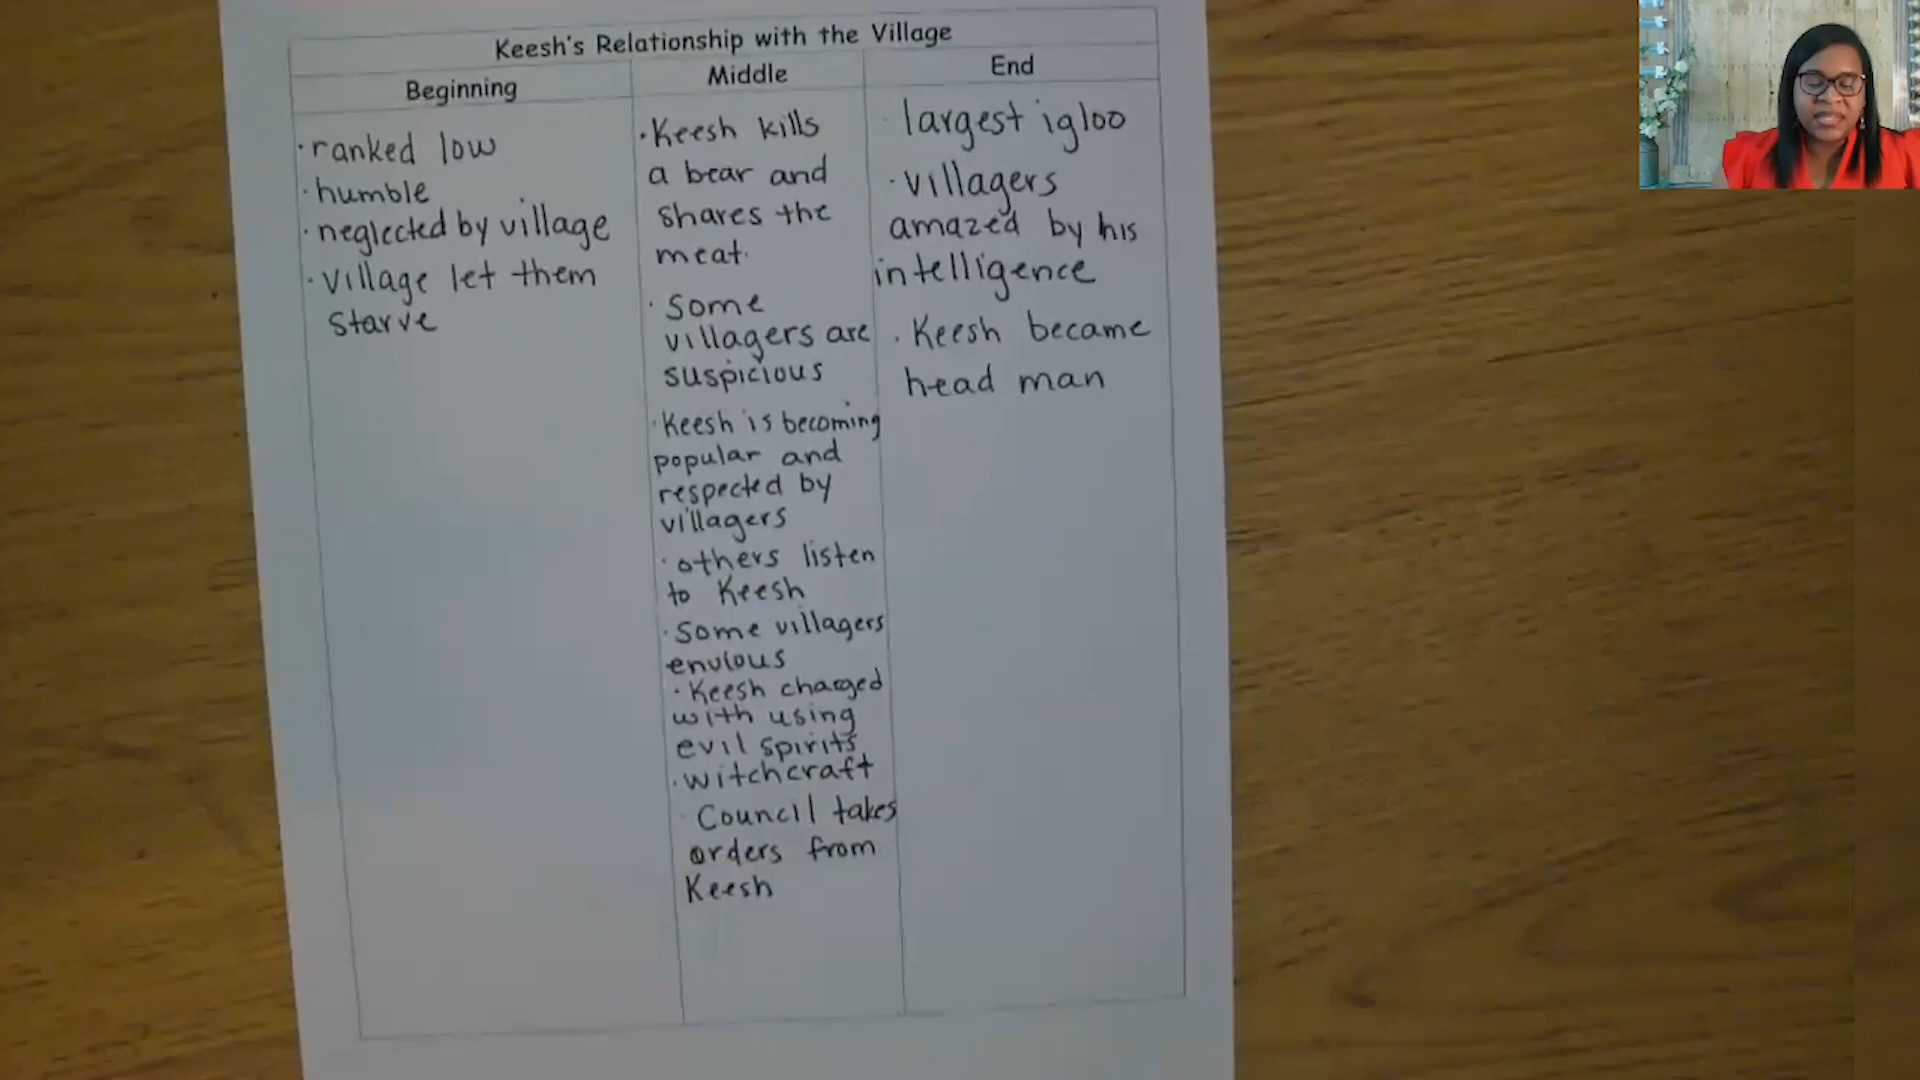 Keesh's Relationship with the Village
Beginning
Middle
End
· ranked low
· humble
· neglected by village
· village let them
starve
· Keesh kills
a bear and
shares the
meat.
· Some
villagers are
suspicious
· Keesh is becoming
popular and
respected by
villagers
· others listen
to Keesh
· Some villagers
envious
· Keesh charged
with using
evil spirits
· witchcraft
· Council takes
orders from
Keesh
· largest igloo
· villagers
amazed by his
intelligence
· Keesh became
head man